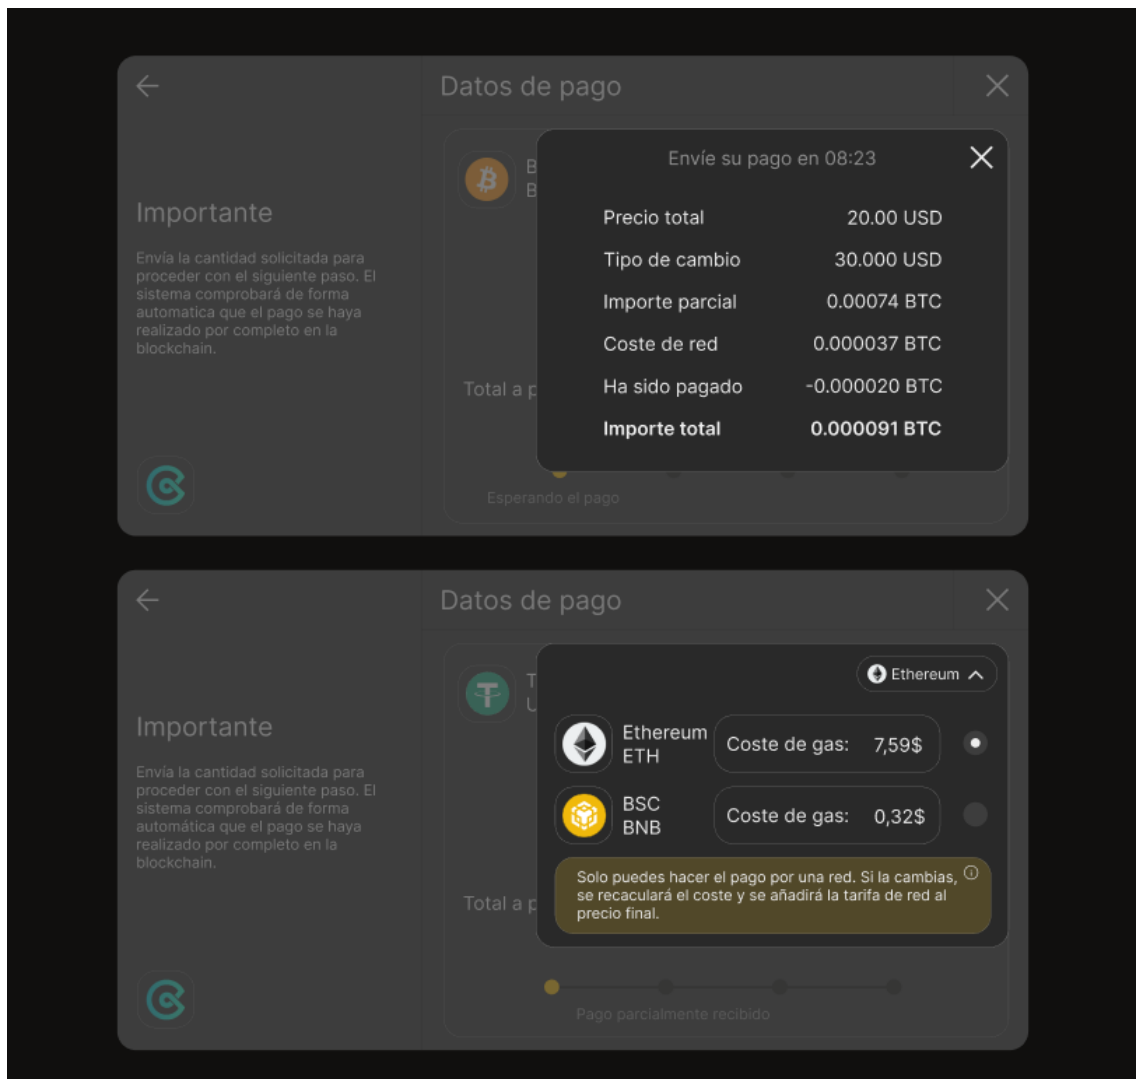 Datos de pago
Importante
Envía la cantidad solicitada para
proceder con el siguiente paso. El
sistema comprobará de forma
automatica que el pago se haya
realizado por completo en la
blockchain.
B
B
Total a p
Envíe su pago en 08:23
Precio total 20.00 USD
Tipo de cambio 30.000 USD
Importe parcial 0.00074 BTC
Coste de red 0.000037 BTC
Ha sido pagado -0.000020 BTC
Importe total 0.000091 BTC
Esperando el pago
Datos de pago
Importante
Envía la cantidad solicitada para
proceder con el siguiente paso. El
sistema comprobará de forma
automática que el pago se haya
realizado por completo en la
blockchain.
T
U
Total a p
Ethereum
Ethereum
ETH
Coste de gas: 7,59$
BSC
BNB
Coste de gas: 0,32$
Solo puedes hacer el pago por una red. Si la cambias,
se recaculará el coste y se añadirá la tarifa de red al
precio final.
Pago parcialmente recibido